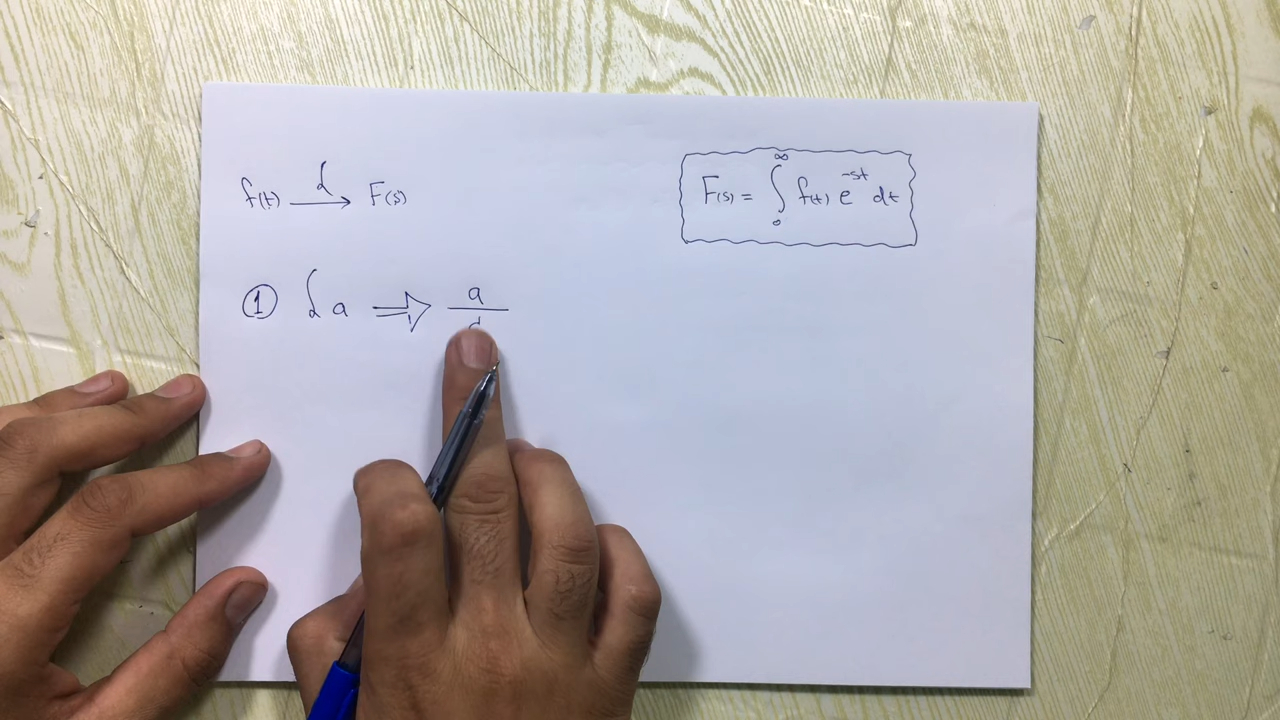 f(t) ℒ→ F(s)
F(s) = ∫₀^∞ f(t) e^-st dt
① ℒ a ⇒ a/